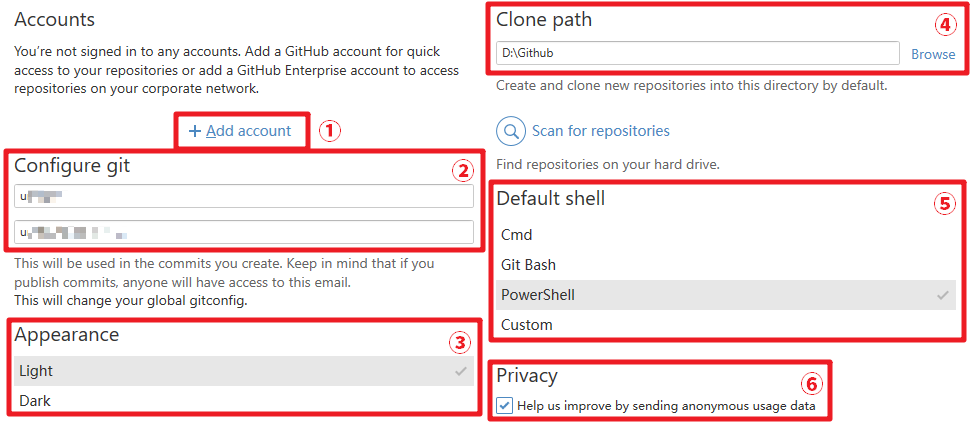 Accounts
You're not signed in to any accounts. Add a GitHub account for quick
access to your repositories or add a GitHub Enterprise account to access
repositories on your corporate network.
+ Add account ①
Configure git ②
This will be used in the commits you create. Keep in mind that if you
publish commits, anyone will have access to this email.
This will change your global gitconfig.
Appearance ③
Light
Dark
Clone path ④
D:\Github Browse
Create and clone new repositories into this directory by default.
Scan for repositories
Find repositories on your hard drive.
Default shell ⑤
Cmd
Git Bash
PowerShell
Custom
Privacy ⑥
Help us improve by sending anonymous usage data